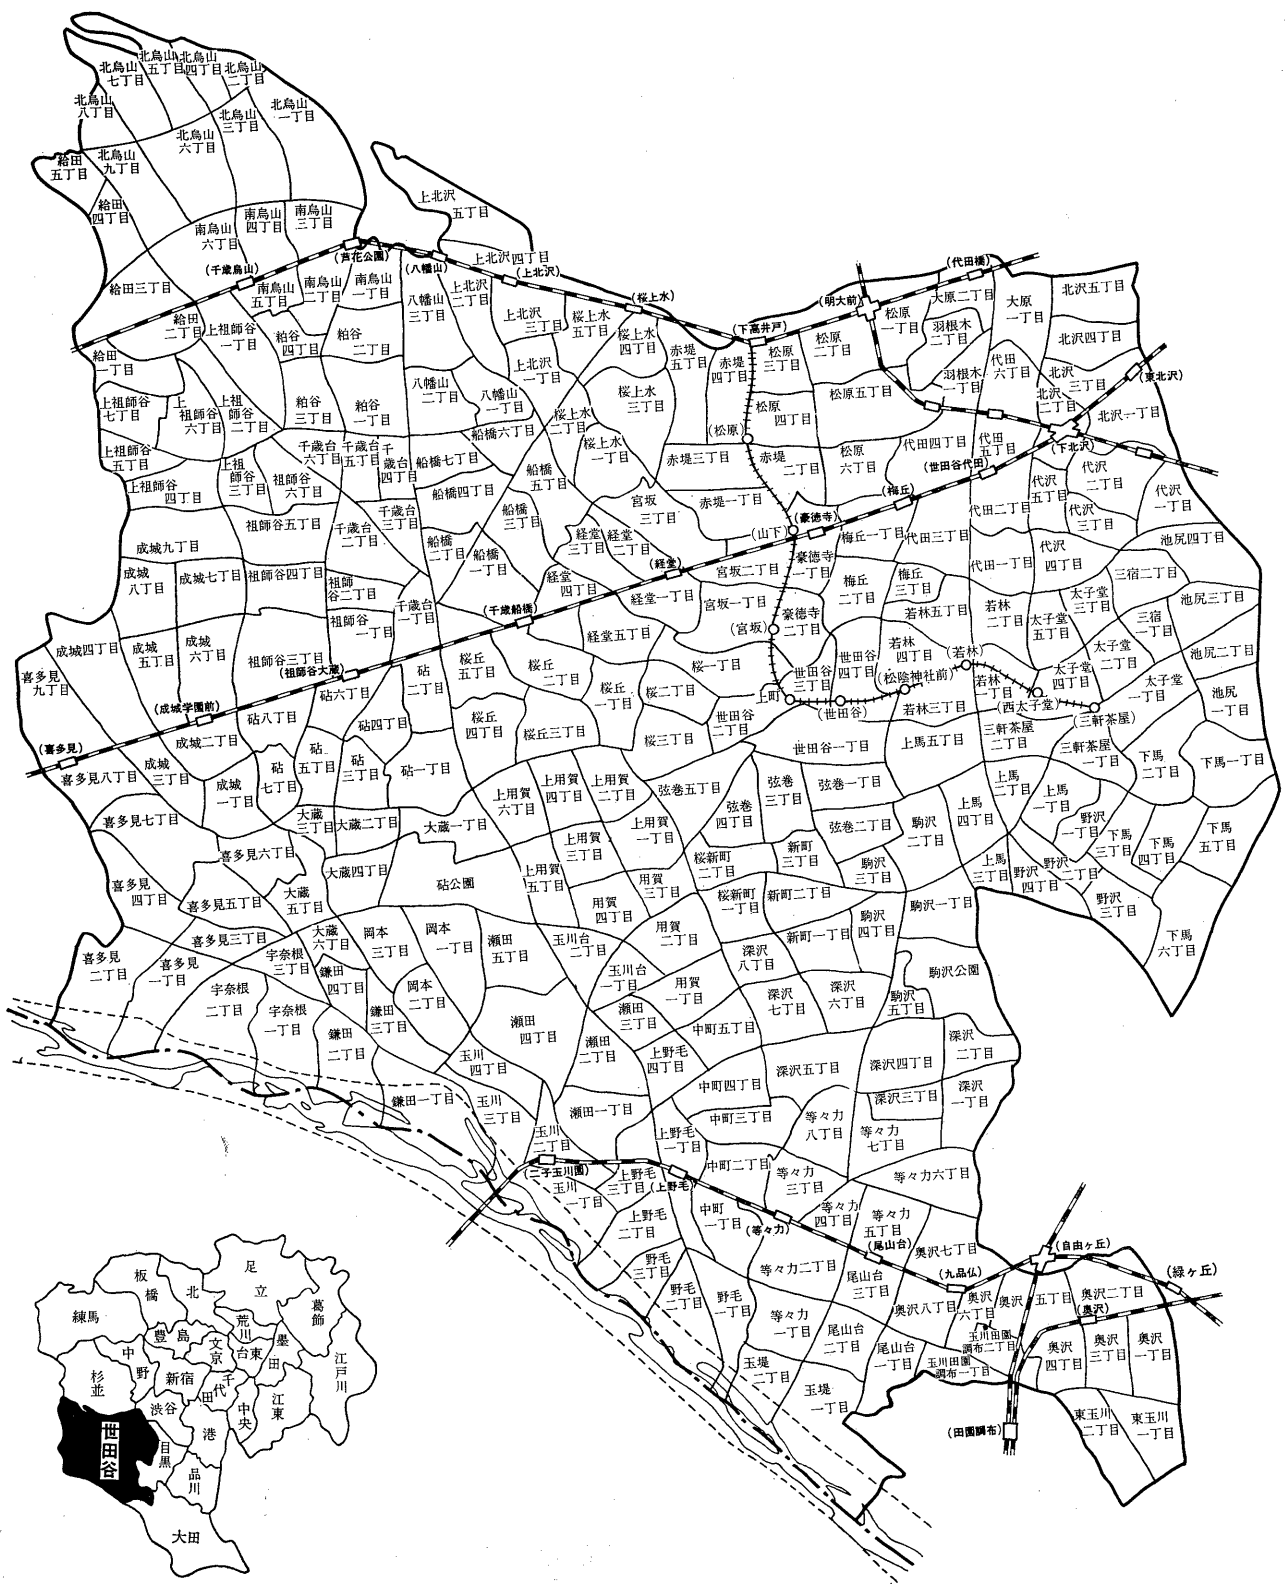 北烏山七丁目
北烏山五丁目
北烏山四丁目
北烏山二丁目
北烏山八丁目
北烏山六丁目
北烏山三丁目
北烏山一丁目
給田五丁目
北烏山九丁目
給田四丁目
南烏山六丁目
南烏山四丁目
南烏山三丁目
上北沢五丁目
上北沢四丁目
(千歳烏山)
(芦花公園)
(八幡山)
(上北沢)
(桜上水)
(下高井戸)
(明大前)
(代田橋)
給田三丁目
南烏山五丁目
南烏山二丁目
南烏山一丁目
八幡山三丁目
上北沢二丁目
上北沢三丁目
桜上水五丁目
桜上水四丁目
大原二丁目
大原一丁目
北沢五丁目
給田二丁目
上祖師谷一丁目
粕谷四丁目
粕谷二丁目
松原一丁目
松原二丁目
羽根木二丁目
北沢四丁目
給田一丁目
上北沢一丁目
赤堤五丁目
赤堤四丁目
松原三丁目
羽根木一丁目
代田六丁目
北沢三丁目
(東北沢)
上祖師谷七丁目
上祖師谷六丁目
上祖師谷二丁目
粕谷三丁目
粕谷一丁目
八幡山二丁目
八幡山一丁目
桜上水三丁目
桜上水二丁目
松原四丁目
松原五丁目
北沢二丁目
北沢一丁目
上祖師谷五丁目
上祖師谷四丁目
上祖師谷三丁目
祖師谷六丁目
千歳台六丁目
千歳台五丁目
千歳台四丁目
船橋六丁目
船橋七丁目
桜上水一丁目
赤堤三丁目
(松原)
赤堤二丁目
松原六丁目
代田四丁目
代田五丁目
(下北沢)
(世田谷代田)
船橋五丁目
船橋四丁目
宮坂三丁目
赤堤一丁目
(梅丘)
代沢五丁目
代沢二丁目
代沢一丁目
祖師谷五丁目
千歳台三丁目
千歳台二丁目
船橋三丁目
船橋二丁目
船橋一丁目
経堂三丁目
経堂二丁目
(山下)
(豪徳寺)
梅丘一丁目
代田三丁目
代田二丁目
代沢三丁目
代沢四丁目
池尻四丁目
成城九丁目
成城八丁目
成城七丁目
祖師谷四丁目
祖師谷二丁目
経堂四丁目
(経堂)
宮坂二丁目
豪徳寺一丁目
梅丘二丁目
梅丘三丁目
代田一丁目
三宿二丁目
祖師谷一丁目
千歳台一丁目
(千歳船橋)
経堂一丁目
宮坂一丁目
(宮坂)
豪徳寺二丁目
若林五丁目
若林二丁目
太子堂三丁目
太子堂五丁目
三宿一丁目
池尻三丁目
成城四丁目
成城五丁目
成城六丁目
祖師谷三丁目
経堂五丁目
世田谷四丁目
若林四丁目
(若林)
太子堂二丁目
池尻二丁目
喜多見九丁目
(祖師谷大蔵)
砧六丁目
砧二丁目
桜丘五丁目
桜丘二丁目
桜丘一丁目
桜一丁目
桜二丁目
世田谷三丁目
(松陰神社前)
若林一丁目
太子堂四丁目
太子堂一丁目
池尻一丁目
(成城学園前)
砧八丁目
砧四丁目
桜丘四丁目
桜丘三丁目
桜三丁目
世田谷二丁目
上町
(世田谷)
若林三丁目
(西太子堂)
(三軒茶屋)
(喜多見)
成城二丁目
砧五丁目
砧三丁目
砧一丁目
世田谷一丁目
上馬五丁目
三軒茶屋二丁目
三軒茶屋一丁目
喜多見八丁目
成城三丁目
成城一丁目
砧七丁目
上用賀六丁目
上用賀四丁目
上用賀二丁目
弦巻五丁目
弦巻三丁目
弦巻一丁目
上馬二丁目
下馬二丁目
下馬一丁目
喜多見七丁目
大蔵三丁目
大蔵二丁目
大蔵一丁目
上用賀三丁目
上用賀一丁目
弦巻四丁目
弦巻二丁目
駒沢二丁目
上馬四丁目
上馬一丁目
野沢一丁目
下馬三丁目
下馬四丁目
下馬五丁目
喜多見六丁目
大蔵四丁目
砧公園
上用賀五丁目
用賀三丁目
桜新町二丁目
新町三丁目
駒沢三丁目
上馬三丁目
野沢四丁目
野沢二丁目
喜多見四丁目
喜多見五丁目
大蔵五丁目
用賀四丁目
桜新町一丁目
新町二丁目
駒沢一丁目
野沢三丁目
喜多見三丁目
大蔵六丁目
岡本三丁目
岡本一丁目
瀬田五丁目
玉川台二丁目
用賀二丁目
深沢八丁目
新町一丁目
駒沢四丁目
下馬六丁目
喜多見二丁目
喜多見一丁目
宇奈根三丁目
鎌田四丁目
岡本二丁目
玉川台一丁目
用賀一丁目
駒沢公園
宇奈根二丁目
宇奈根一丁目
鎌田三丁目
瀬田四丁目
瀬田三丁目
中町五丁目
深沢七丁目
深沢六丁目
駒沢五丁目
鎌田二丁目
玉川四丁目
瀬田二丁目
上野毛四丁目
深沢五丁目
深沢四丁目
深沢二丁目
鎌田一丁目
玉川三丁目
瀬田一丁目
中町四丁目
中町三丁目
等々力八丁目
深沢三丁目
深沢一丁目
玉川二丁目
上野毛一丁目
等々力七丁目
(二子玉川園)
玉川一丁目
上野毛三丁目
(上野毛)
中町二丁目
等々力三丁目
等々力六丁目
上野毛二丁目
中町一丁目
(等々力)
等々力四丁目
等々力五丁目
(尾山台)
奥沢七丁目
(自由ヶ丘)
野毛三丁目
野毛二丁目
野毛一丁目
等々力二丁目
尾山台三丁目
(九品仏)
奥沢八丁目
奥沢六丁目
奥沢五丁目
奥沢二丁目
(緑ヶ丘)
(奥沢)
等々力一丁目
尾山台二丁目
尾山台一丁目
玉川田園調布二丁目
玉川田園調布一丁目
奥沢四丁目
奥沢三丁目
奥沢一丁目
玉堤二丁目
玉堤一丁目
(田園調布)
東玉川二丁目
東玉川一丁目
足立
板橋
北
練馬
葛飾
荒川
豊島
文京
台東
墨田
中野
江戸川
杉並
新宿
千代田
江東
渋谷
中央
港
世田谷
目黒
品川
大田